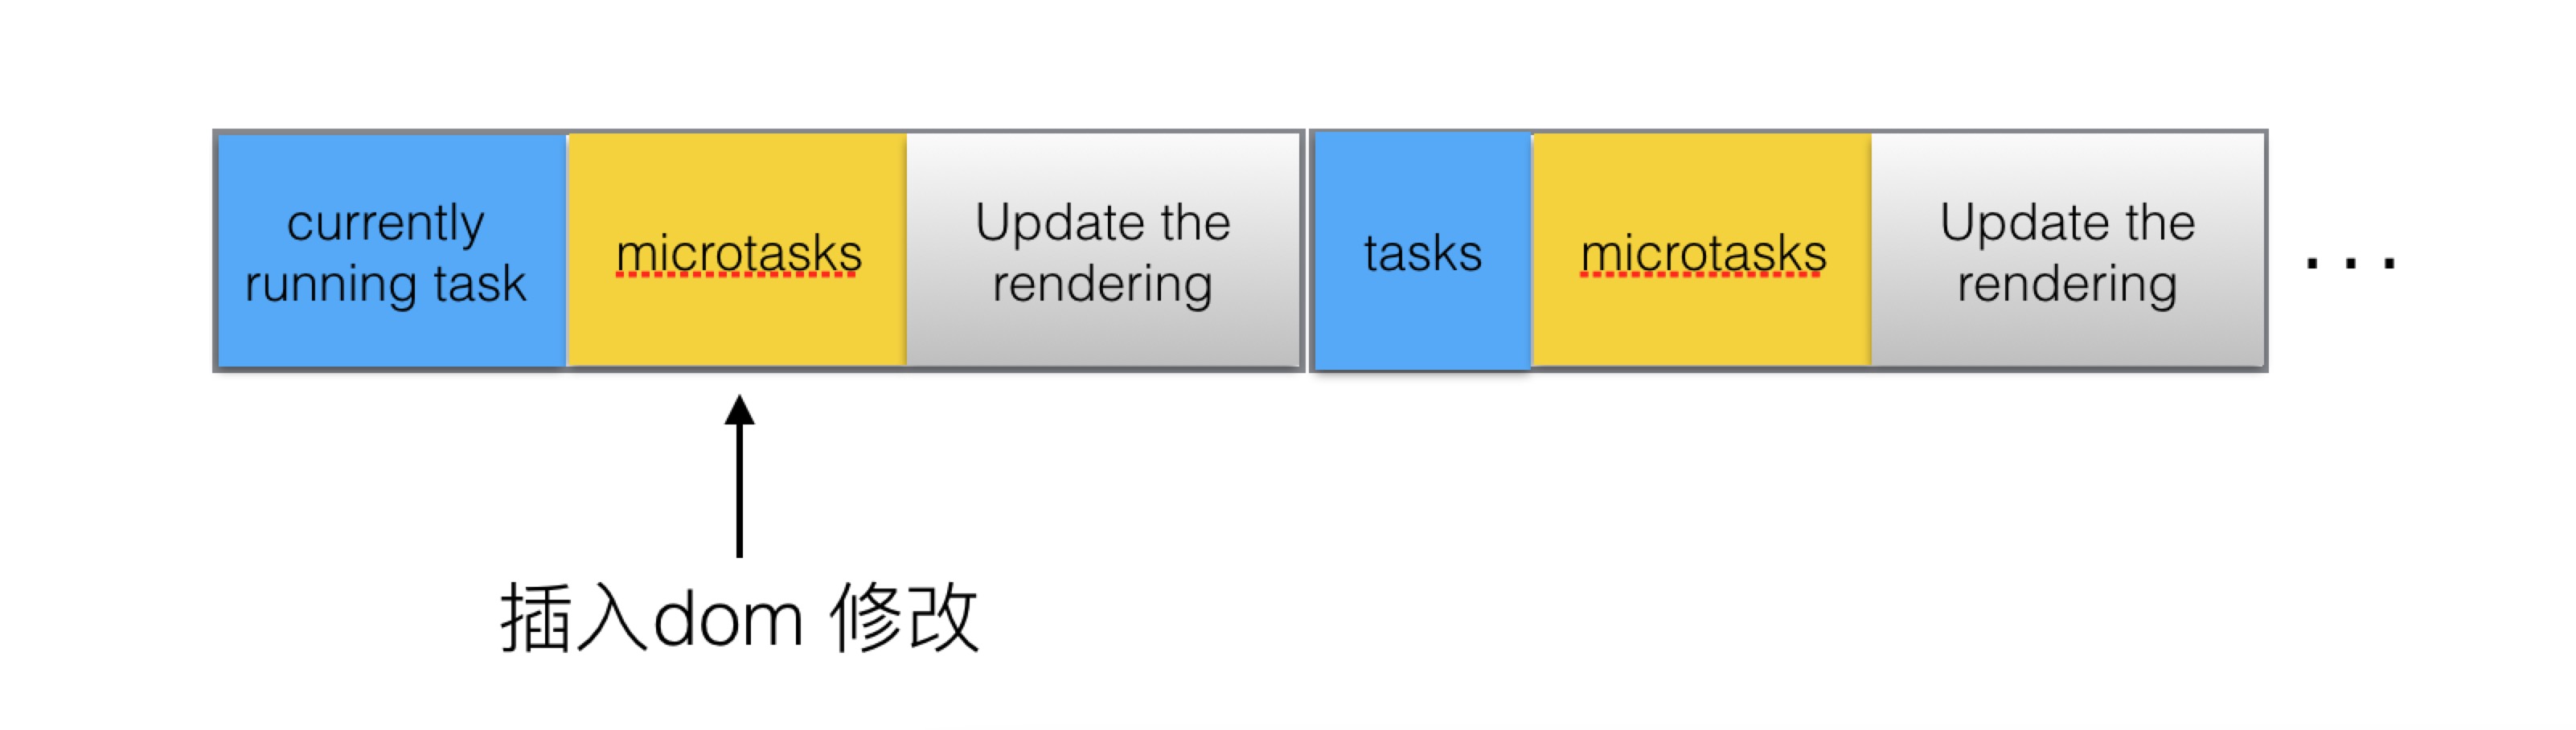 currently
running task
microtasks
Update the
rendering
tasks
microtasks
Update the
rendering
...
插入dom 修改